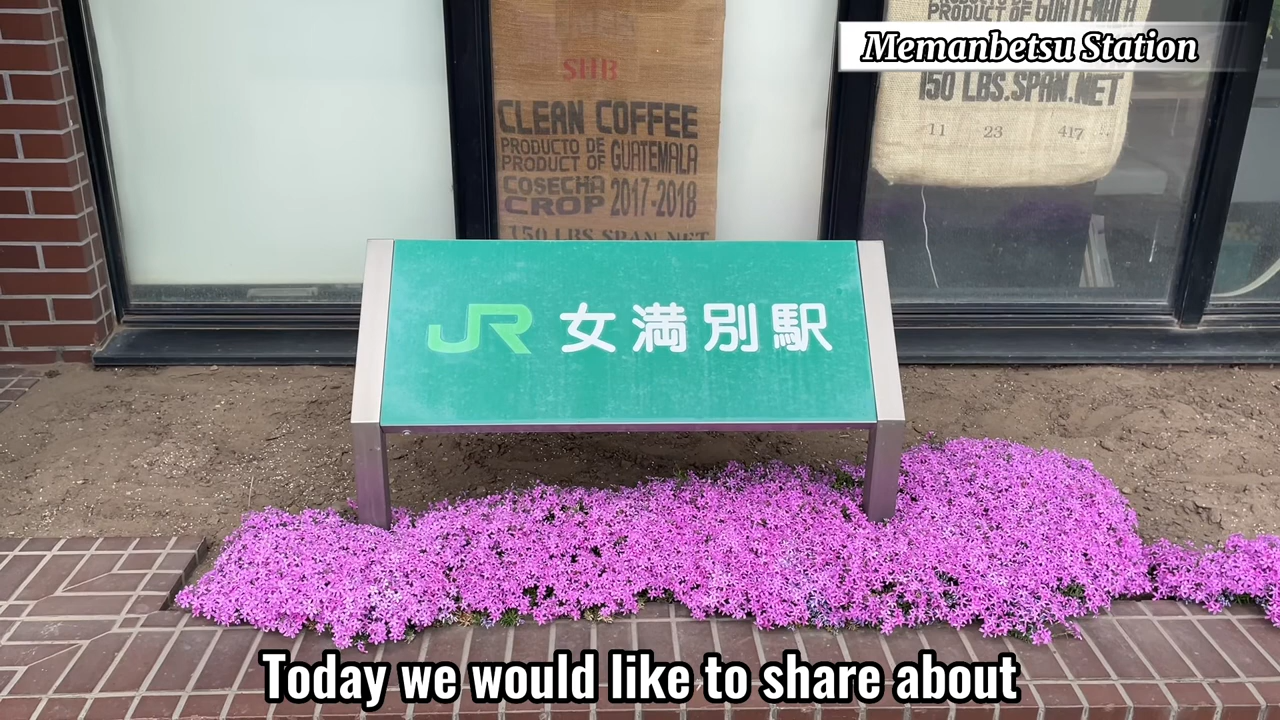 PRODUCT OF GUATEMALA
Memanbetsu Station
150 LBS.SPAN.NET
11 23 417
SHB
CLEAN COFFEE
PRODUCTO DE
PRODUCT OF GUATEMALA
COSECHA
CROP 2017-2018
150 LBS SPAN NET
JR 女満別駅
Today we would like to share about